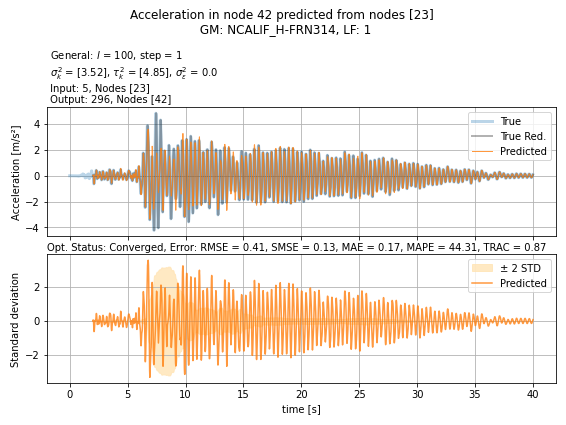 Acceleration in node 42 predicted from nodes [23]
GM: NCALIF_H-FRN314, LF: 1
General: l = 100, step = 1
σ²ₖ = [3.52], τ²ₖ = [4.85], σ²ε = 0.0
Input: 5, Nodes [23]
Output: 296, Nodes [42]
Acceleration [m/s²]
4
2
0
−2
−4
True
True Red.
Predicted
Opt. Status: Converged, Error: RMSE = 0.41, SMSE = 0.13, MAE = 0.17, MAPE = 44.31, TRAC = 0.87
Standard deviation
2
0
−2
± 2 STD
Predicted
0 5 10 15 20 25 30 35 40
time [s]